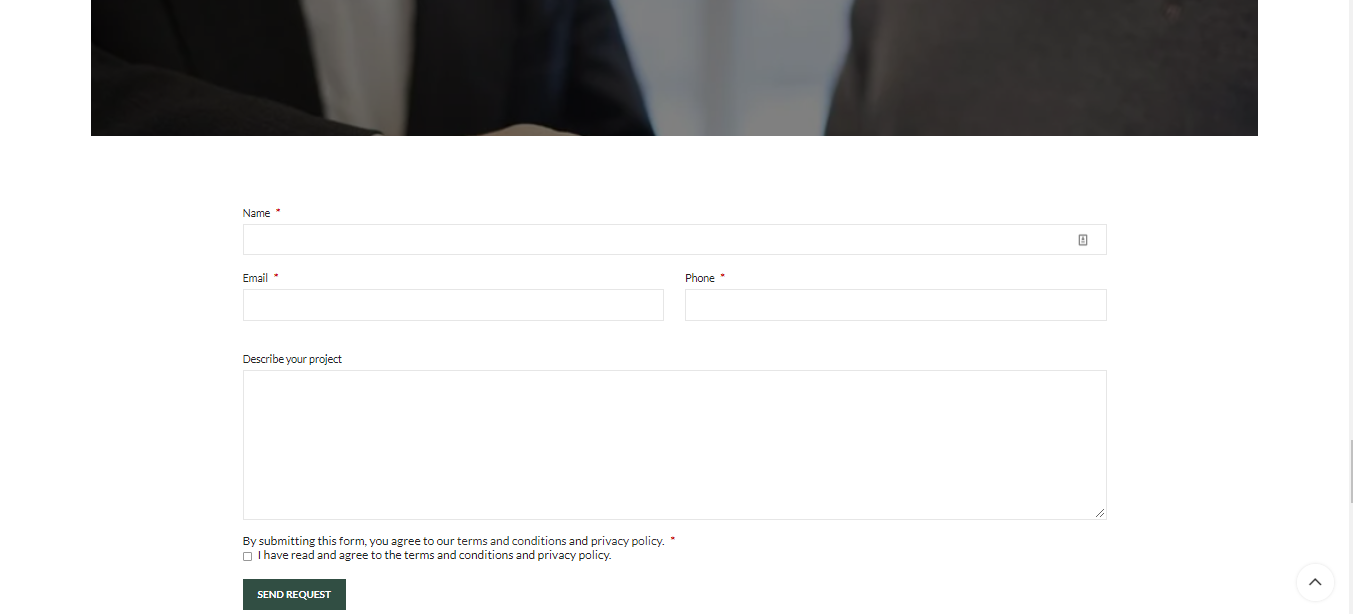 Name *
Email *
Phone *
Describe your project
By submitting this form, you agree to our terms and conditions and privacy policy. *
I have read and agree to the terms and conditions and privacy policy.
SEND REQUEST